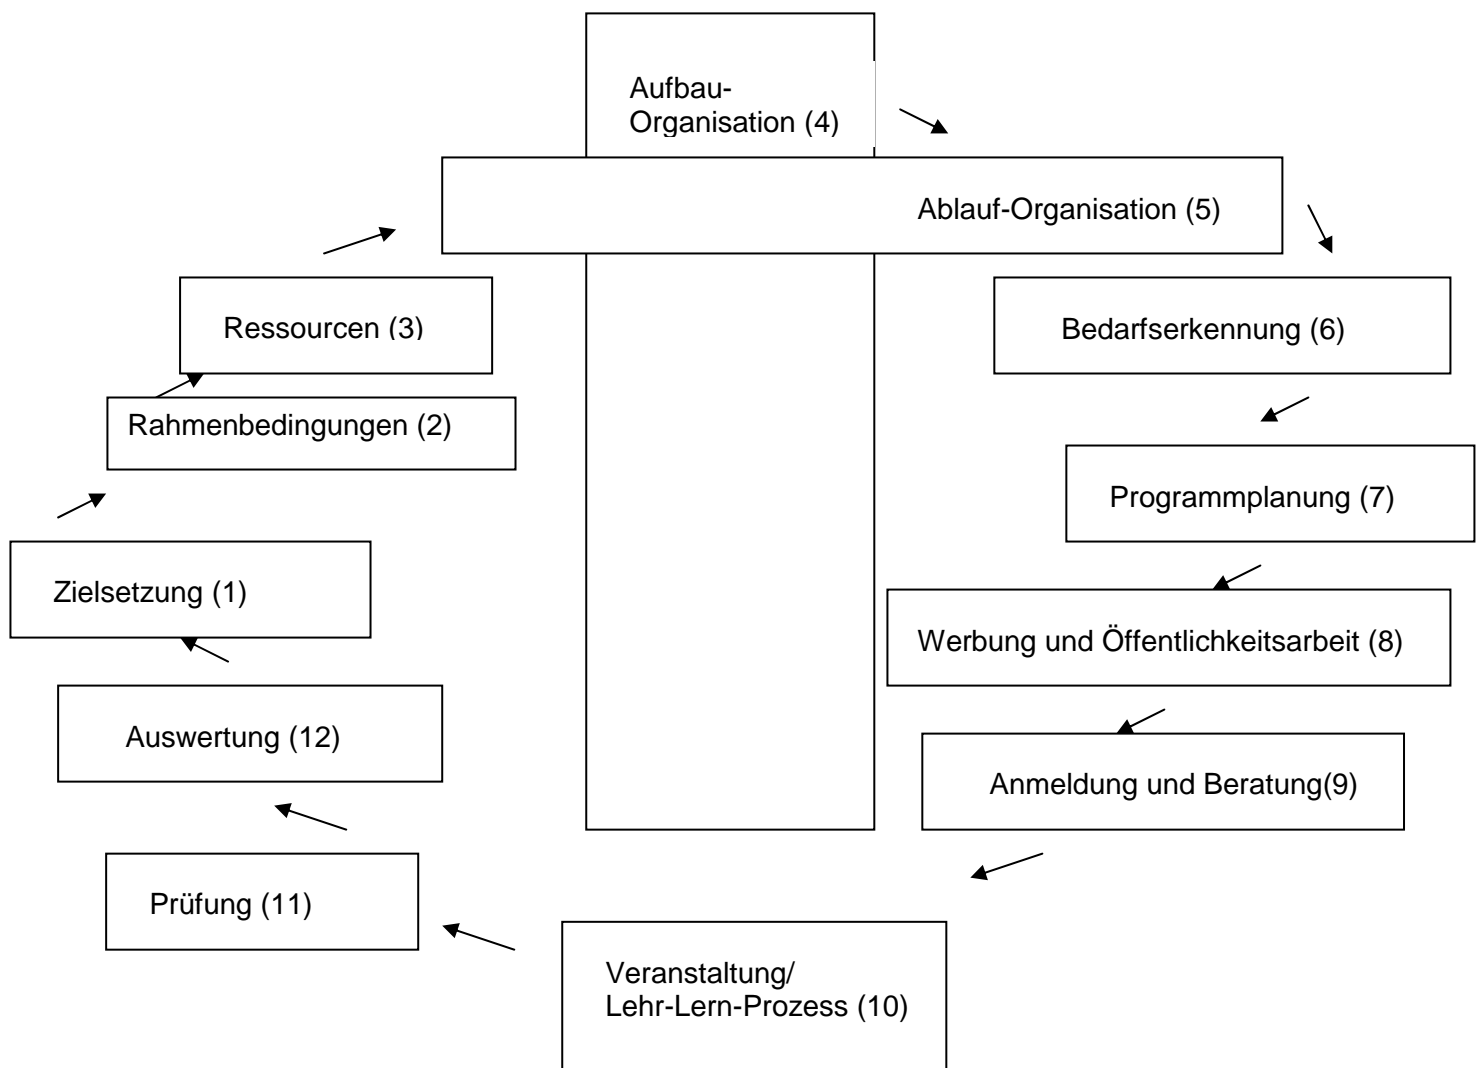 Aufbau-
Organisation (4)
Ablauf-Organisation (5)
Ressourcen (3)
Bedarfserkennung (6)
Rahmenbedingungen (2)
Programmplanung (7)
Zielsetzung (1)
Werbung und Öffentlichkeitsarbeit (8)
Auswertung (12)
Anmeldung und Beratung(9)
Prüfung (11)
Veranstaltung/
Lehr-Lern-Prozess (10)